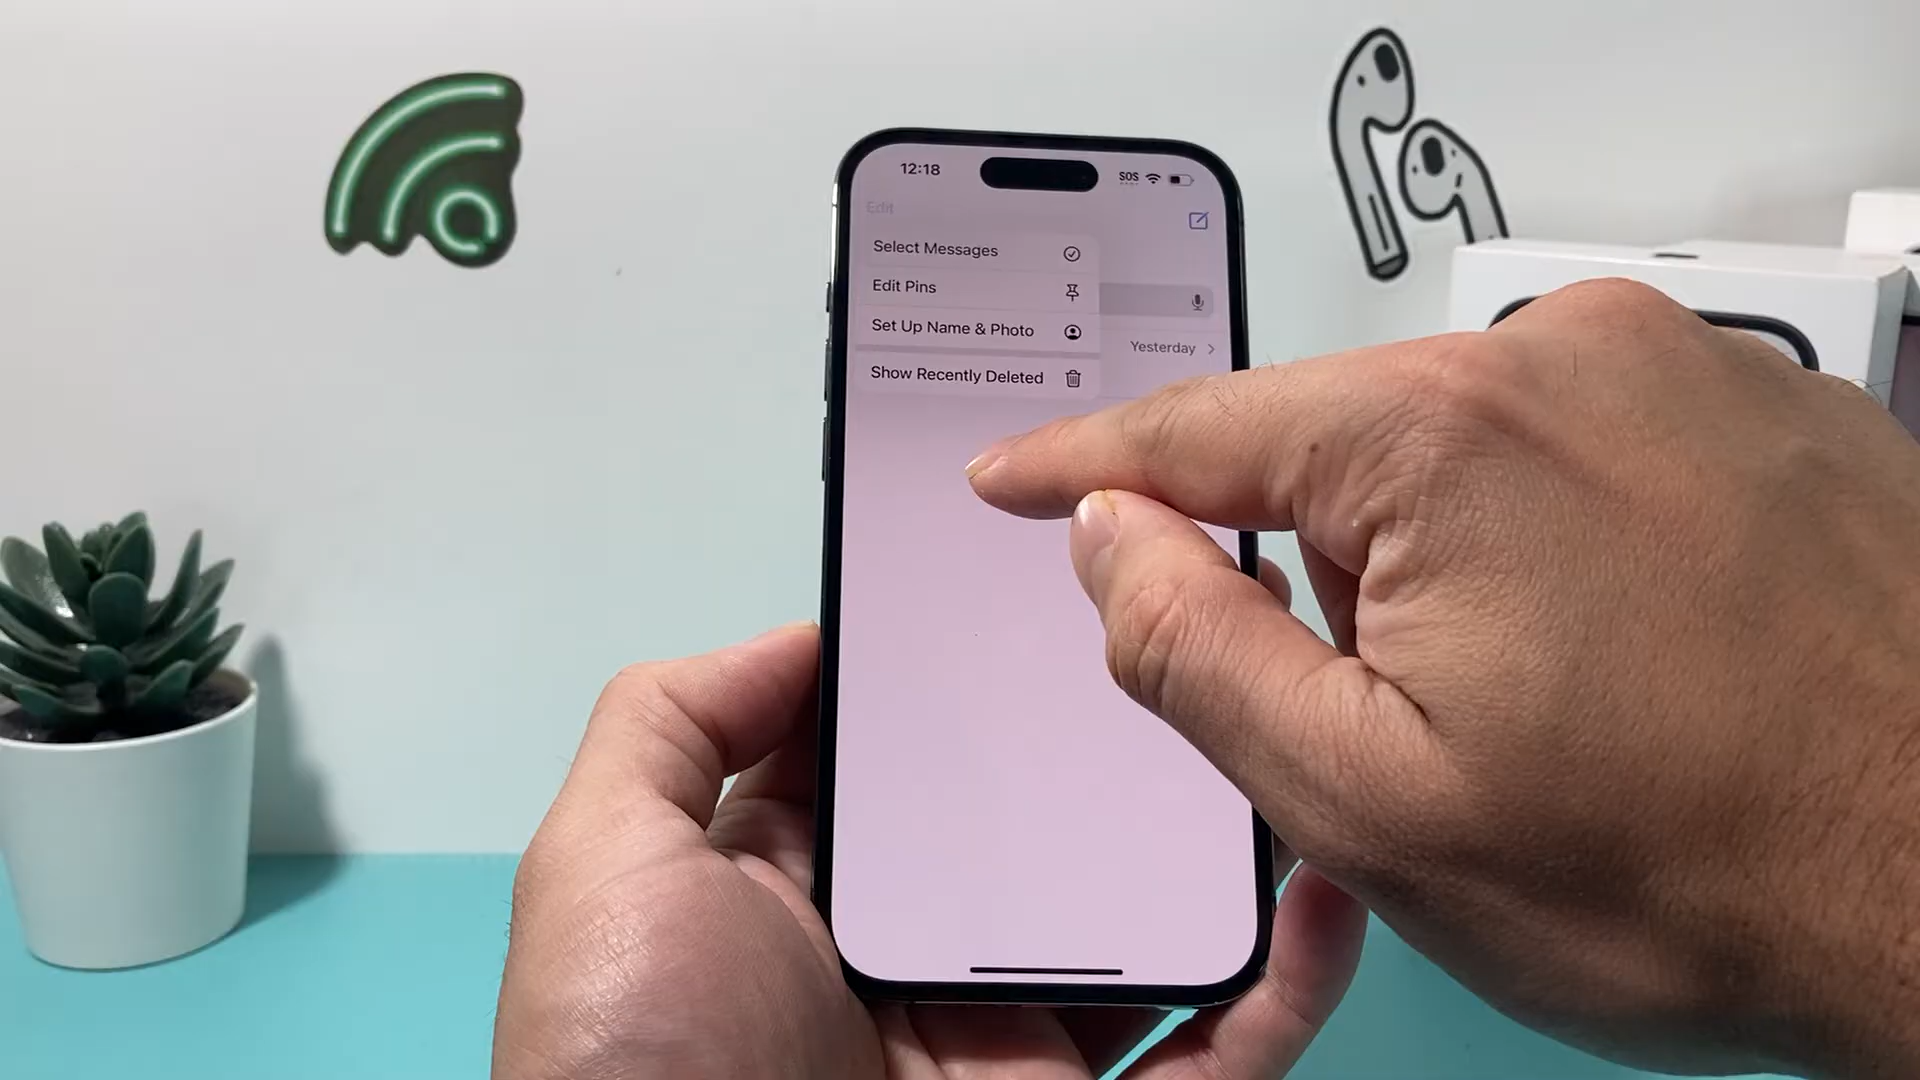 12:18
SOS
Edit
Select Messages
Edit Pins
Set Up Name & Photo
Yesterday
Show Recently Deleted